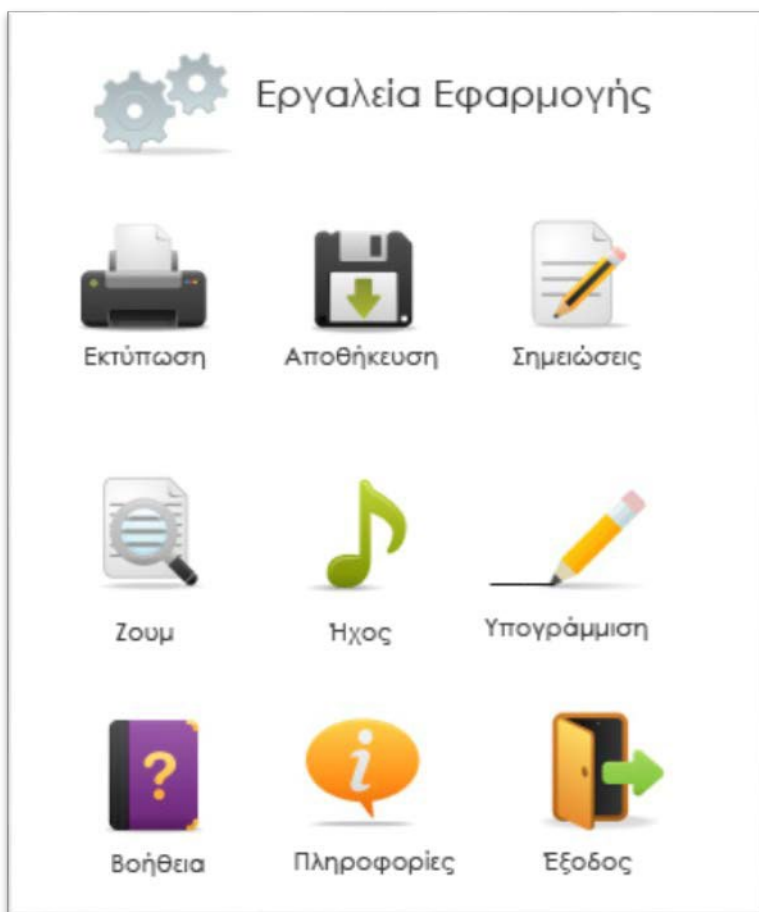 Εργαλεία Εφαρμογής
Εκτύπωση Αποθήκευση Σημειώσεις
Ζουμ Ήχος Υπογράμμιση
?
i
Βοήθεια Πληροφορίες Έξοδος